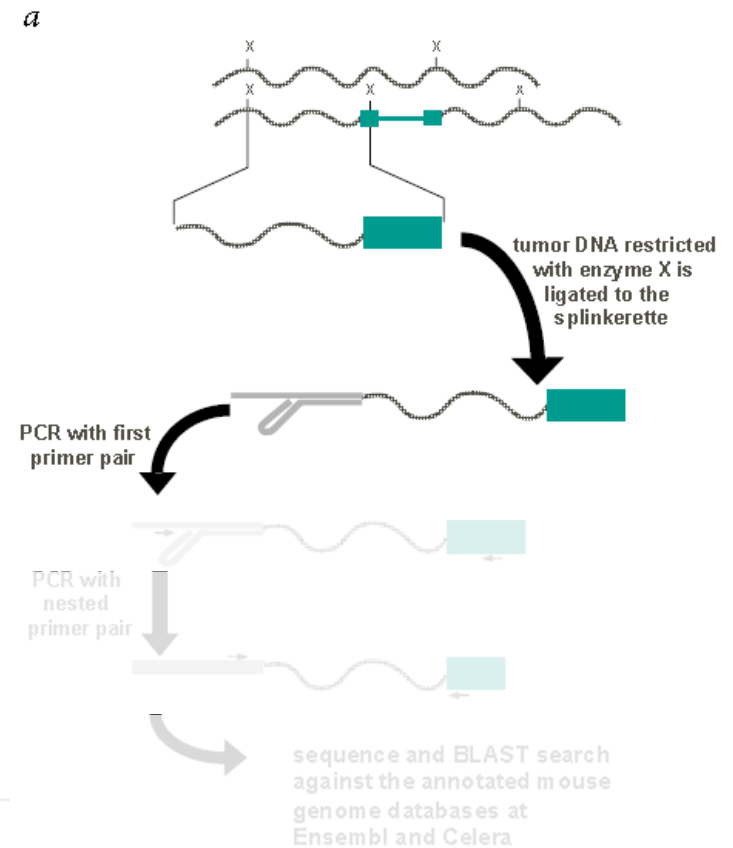 a
X X
X X X
tumor DNA restricted
with enzyme X is
ligated to the
splinkerette
PCR with first
primer pair
PCR with
nested
primer pair
sequence and BLAST search
against the annotated mouse
genome databases at
Ensembl and Celera